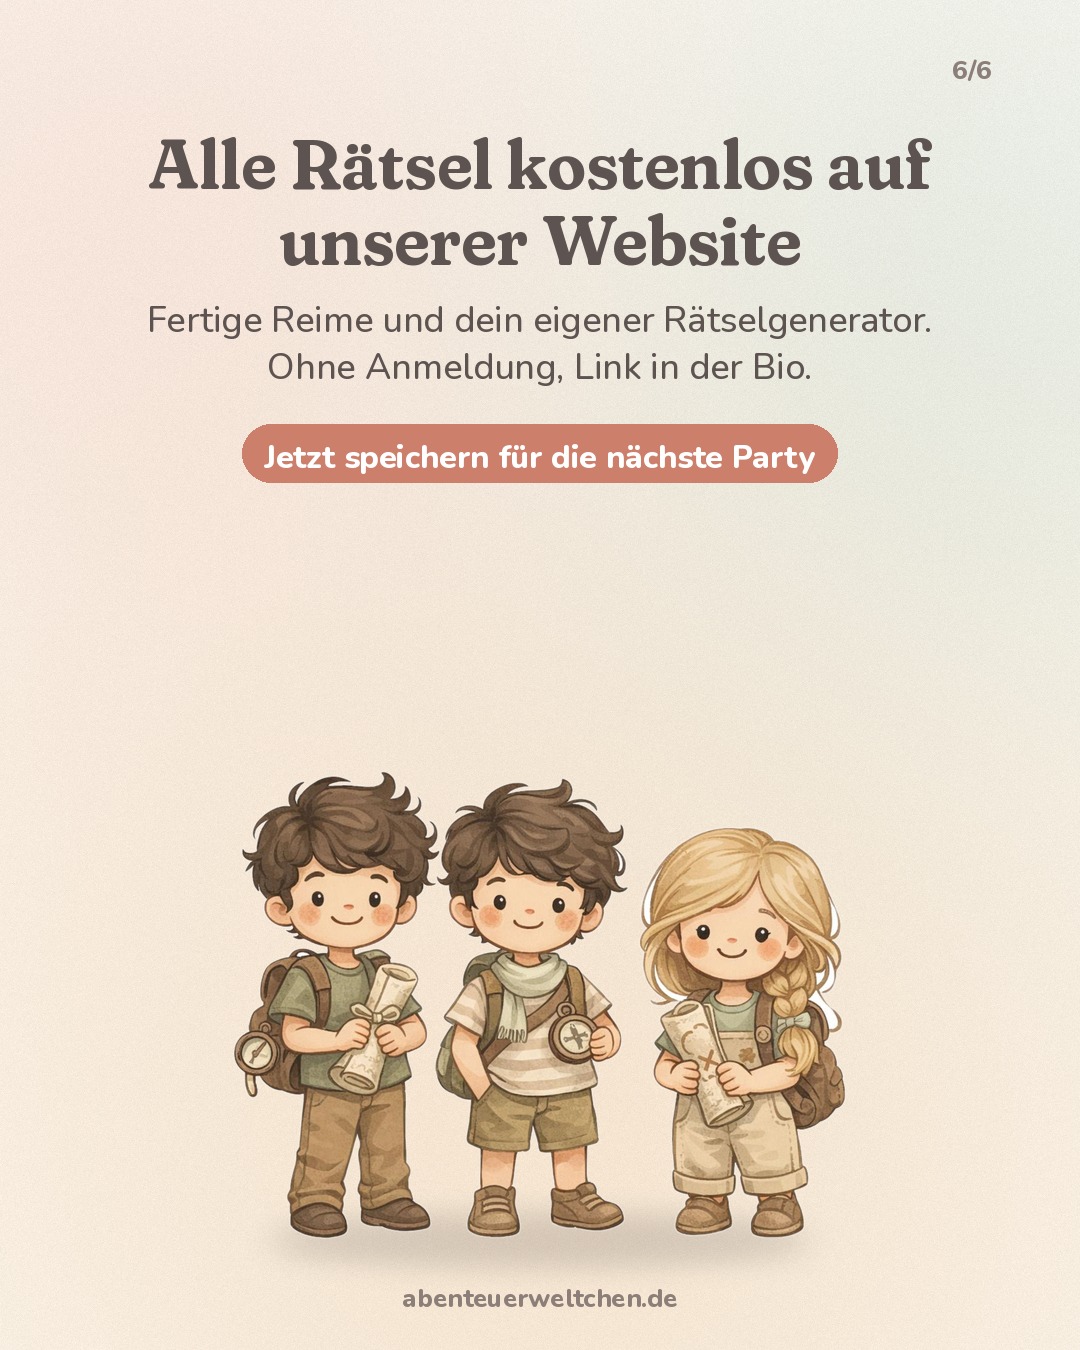 6/6
Alle Rätsel kostenlos auf
unserer Website
Fertige Reime und dein eigener Rätselgenerator.
Ohne Anmeldung, Link in der Bio.
Jetzt speichern für die nächste Party
abenteuerweltchen.de